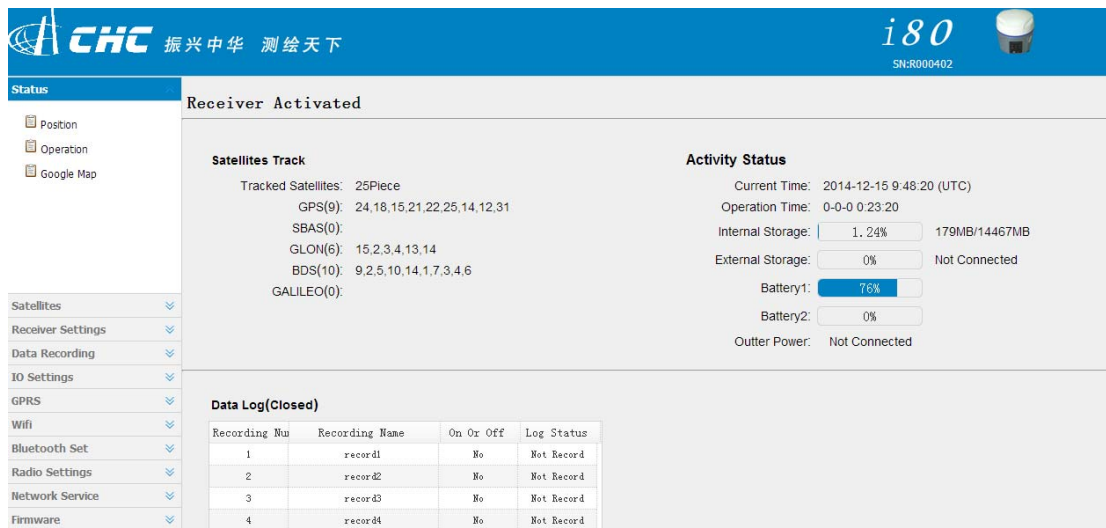 CHC 振兴中华 测绘天下
i80
SN:R000402
Status
Position
Operation
Google Map
Satellites
Receiver Settings
Data Recording
IO Settings
GPRS
Wifi
Bluetooth Set
Radio Settings
Network Service
Firmware
Receiver Activated
Satellites Track
Tracked Satellites: 25Piece
GPS(9): 24,18,15,21,22,25,14,12,31
SBAS(0):
GLON(6): 15,2,3,4,13,14
BDS(10): 9,2,5,10,14,1,7,3,4,6
GALILEO(0):
Activity Status
Current Time: 2014-12-15 9:48:20 (UTC)
Operation Time: 0-0-0 0:23:20
Internal Storage: 1.24% 179MB/14467MB
External Storage: 0% Not Connected
Battery1: 76%
Battery2: 0%
Outter Power: Not Connected
Data Log(Closed)
Recording Nu Recording Name On Or Off Log Status
1 record1 No Not Record
2 record2 No Not Record
3 record3 No Not Record
4 record4 No Not Record